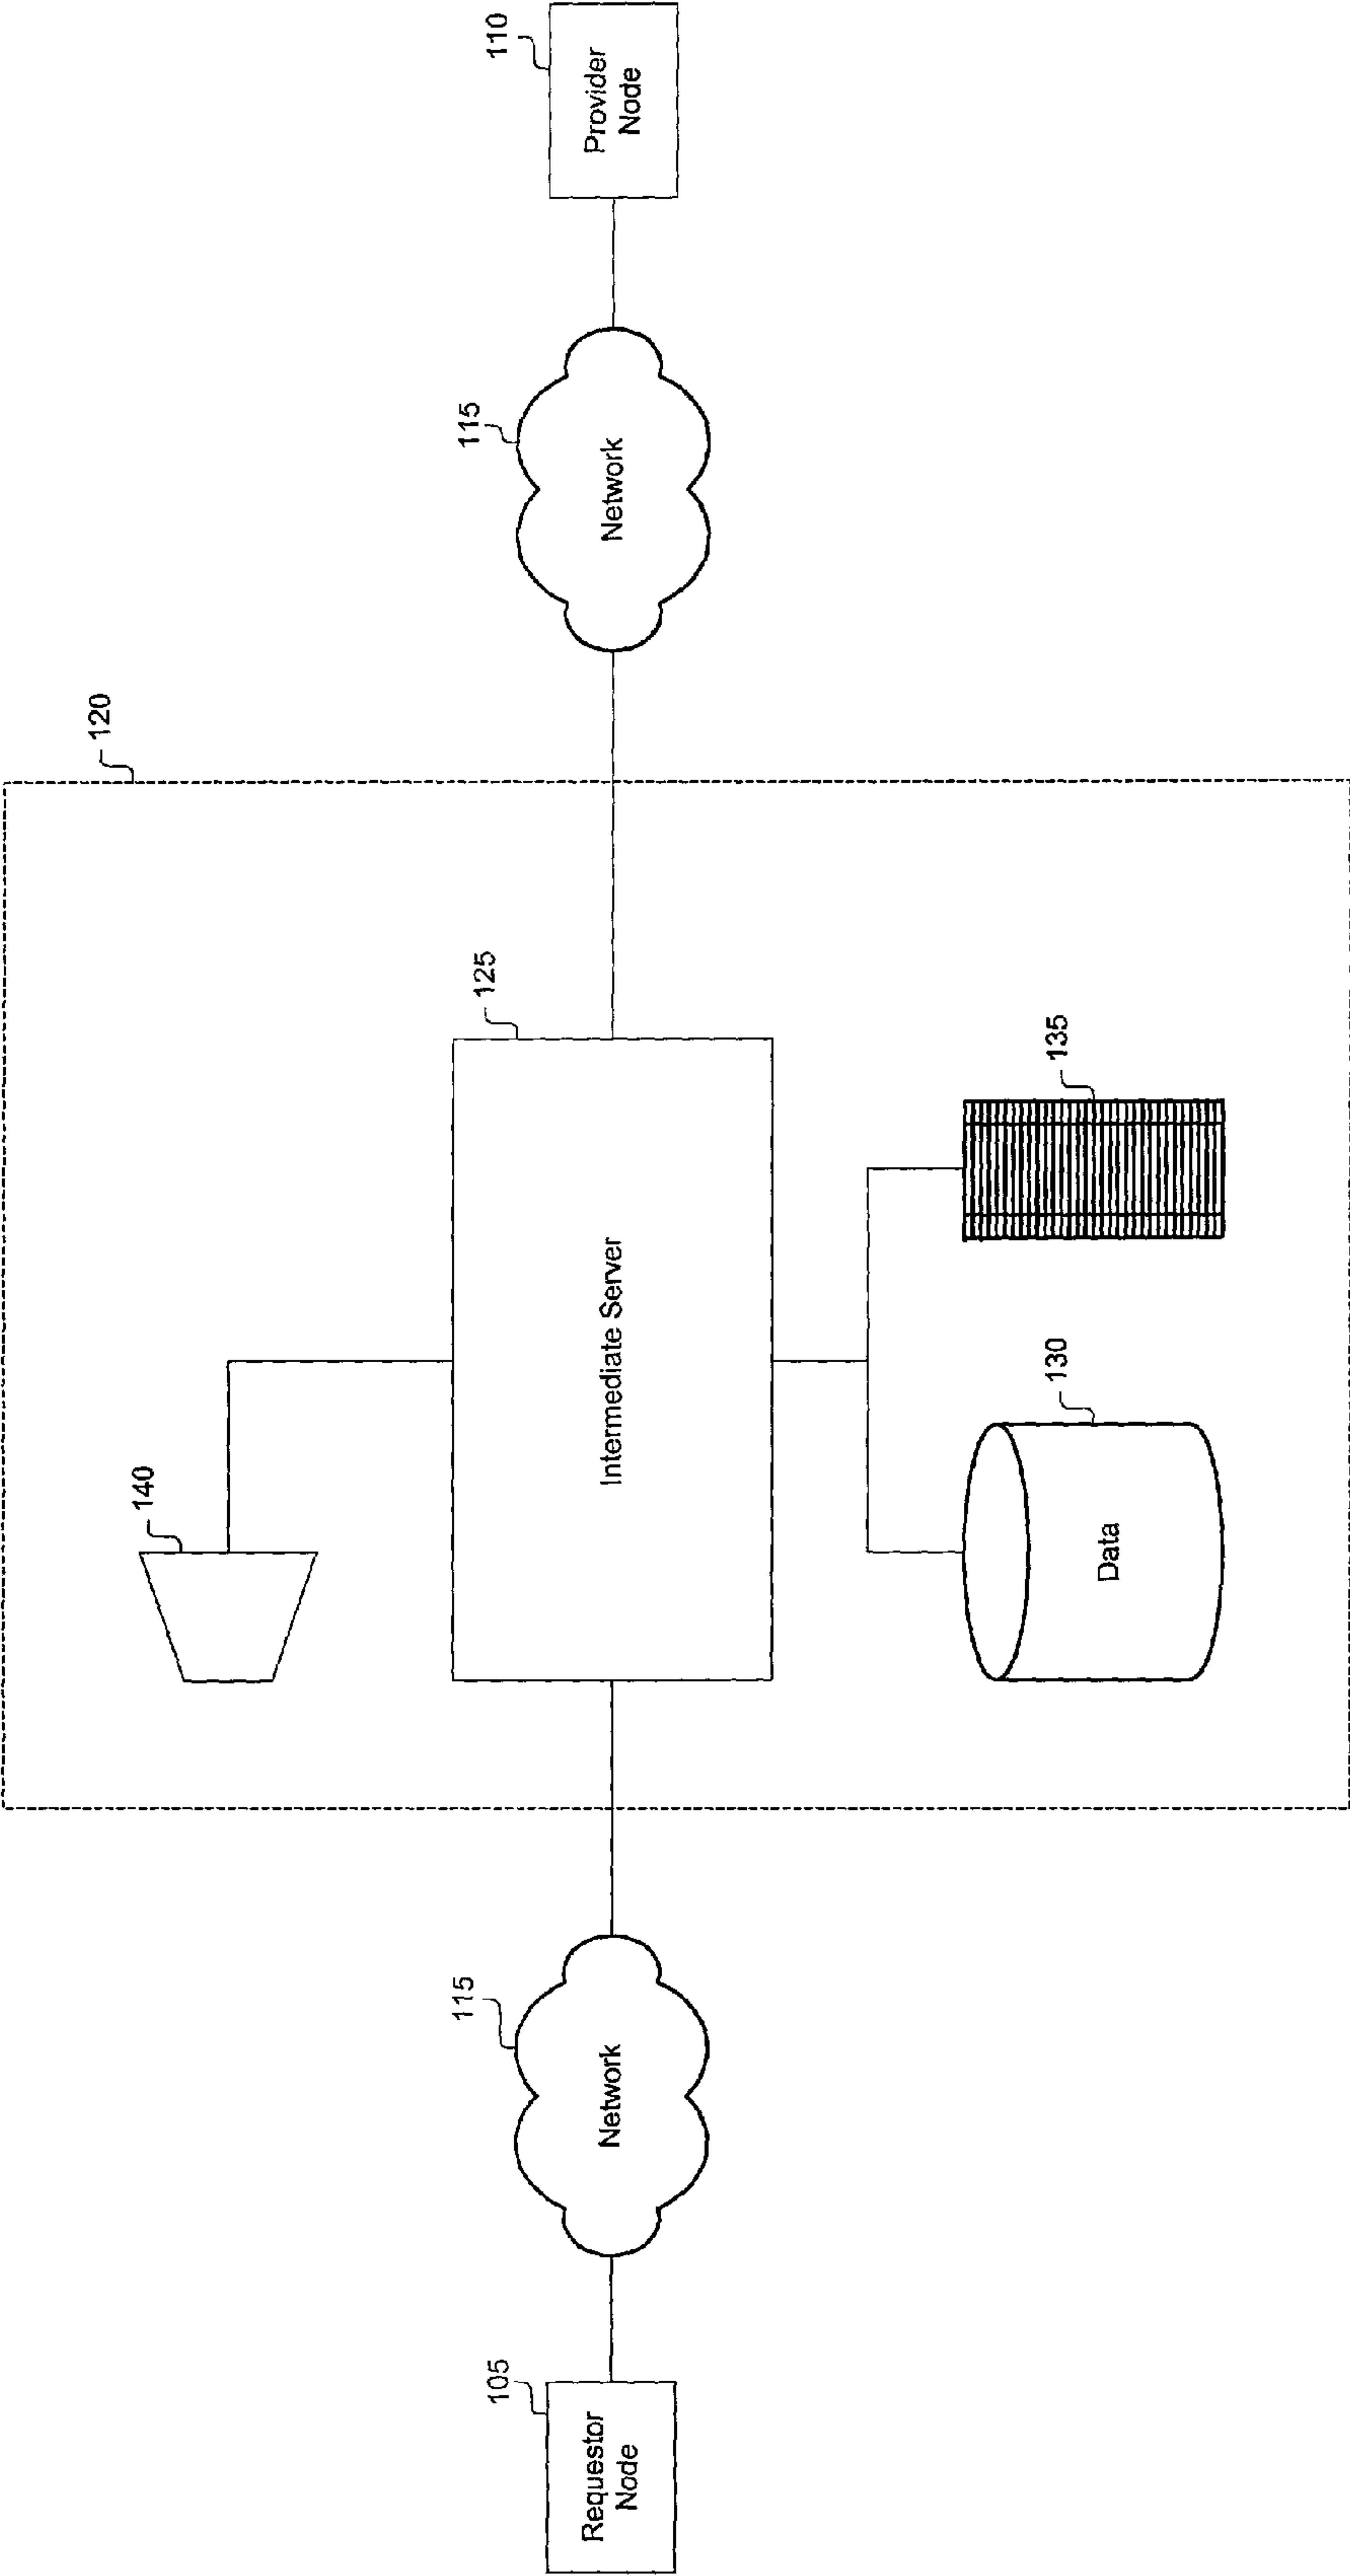 120
140
125
105
Requestor
Node
115
Network
Intermediate Server
115
Network
110
Provider
Node
130
Data
135